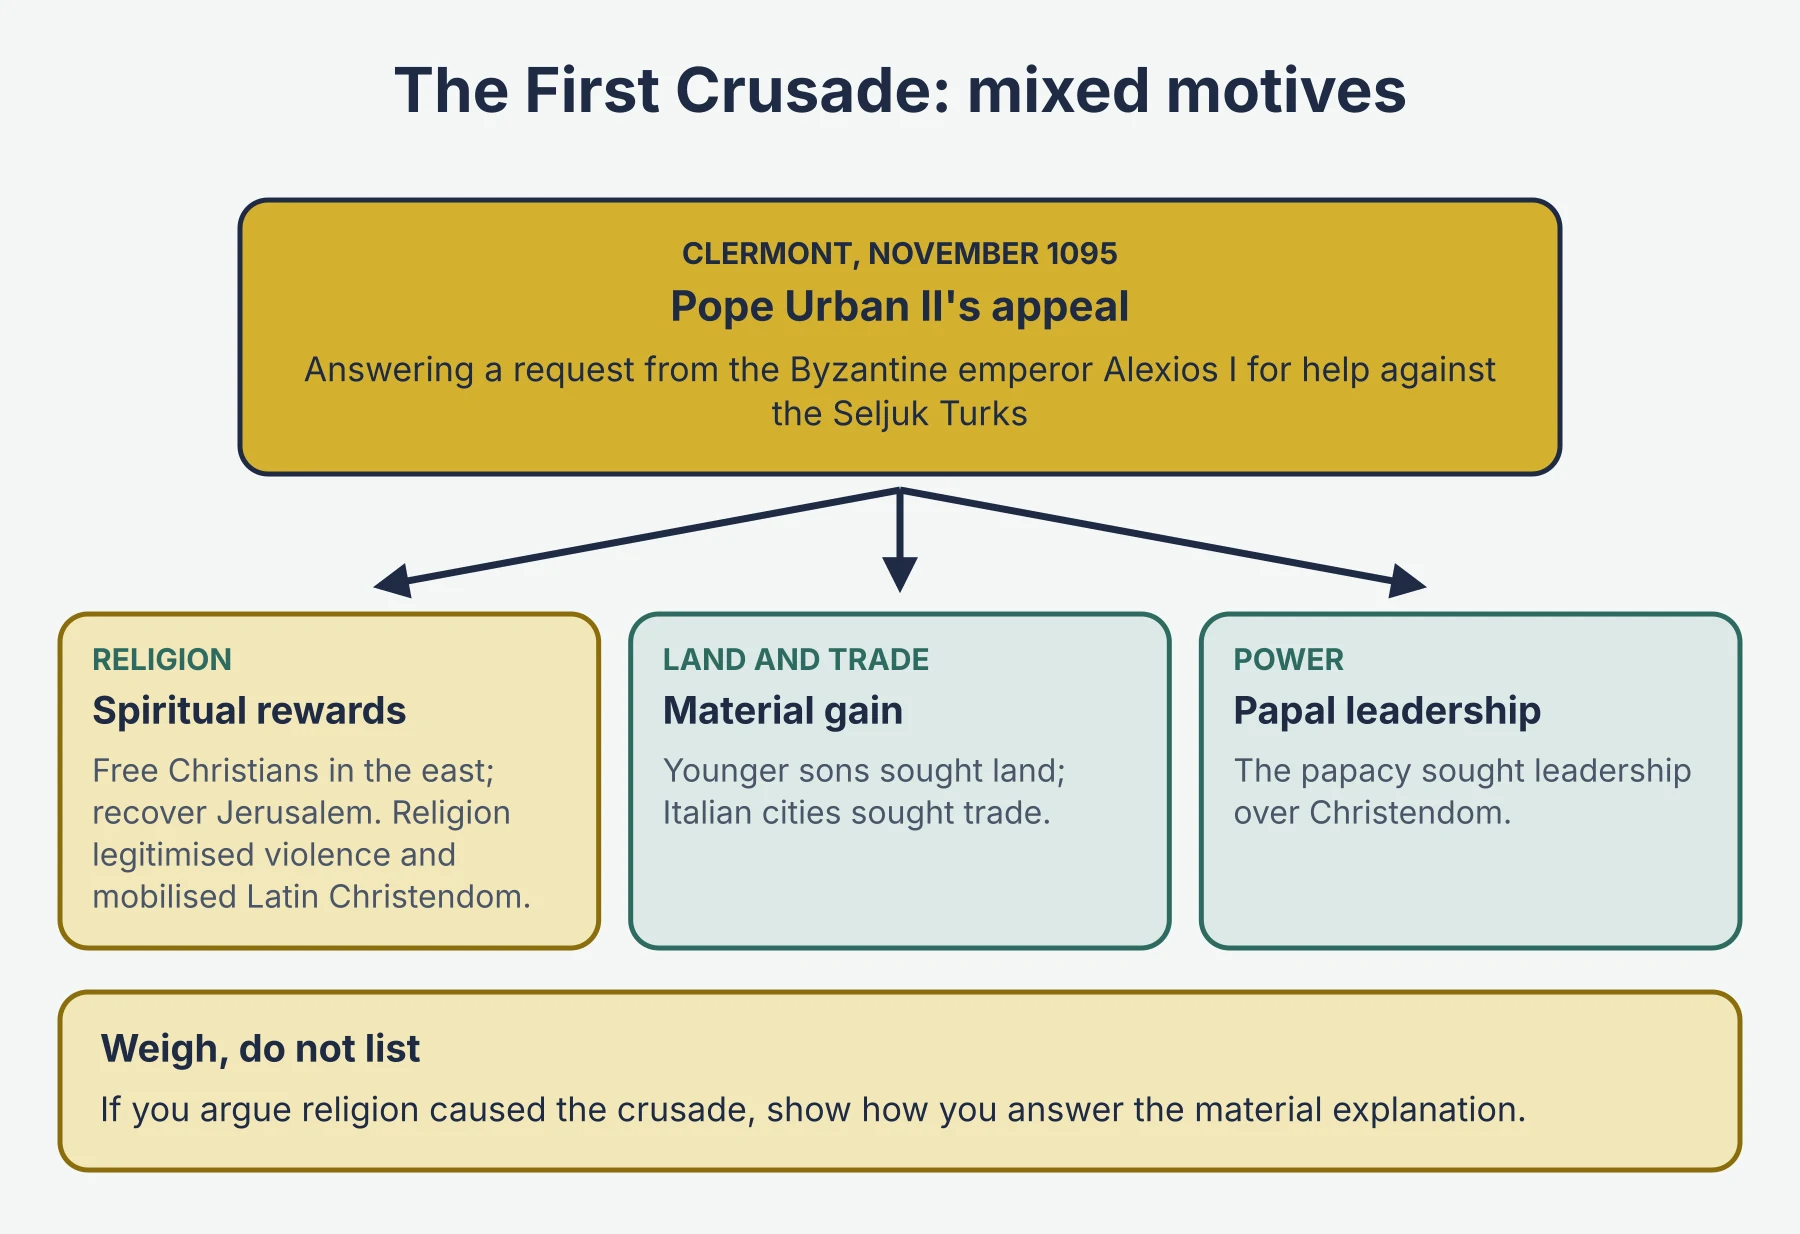 The First Crusade: mixed motives
CLERMONT, NOVEMBER 1095
Pope Urban II's appeal
Answering a request from the Byzantine emperor Alexios I for help against
the Seljuk Turks
RELIGION
Spiritual rewards
Free Christians in the east;
recover Jerusalem. Religion
legitimised violence and
mobilised Latin Christendom.
LAND AND TRADE
Material gain
Younger sons sought land;
Italian cities sought trade.
POWER
Papal leadership
The papacy sought leadership
over Christendom.
Weigh, do not list
If you argue religion caused the crusade, show how you answer the material explanation.